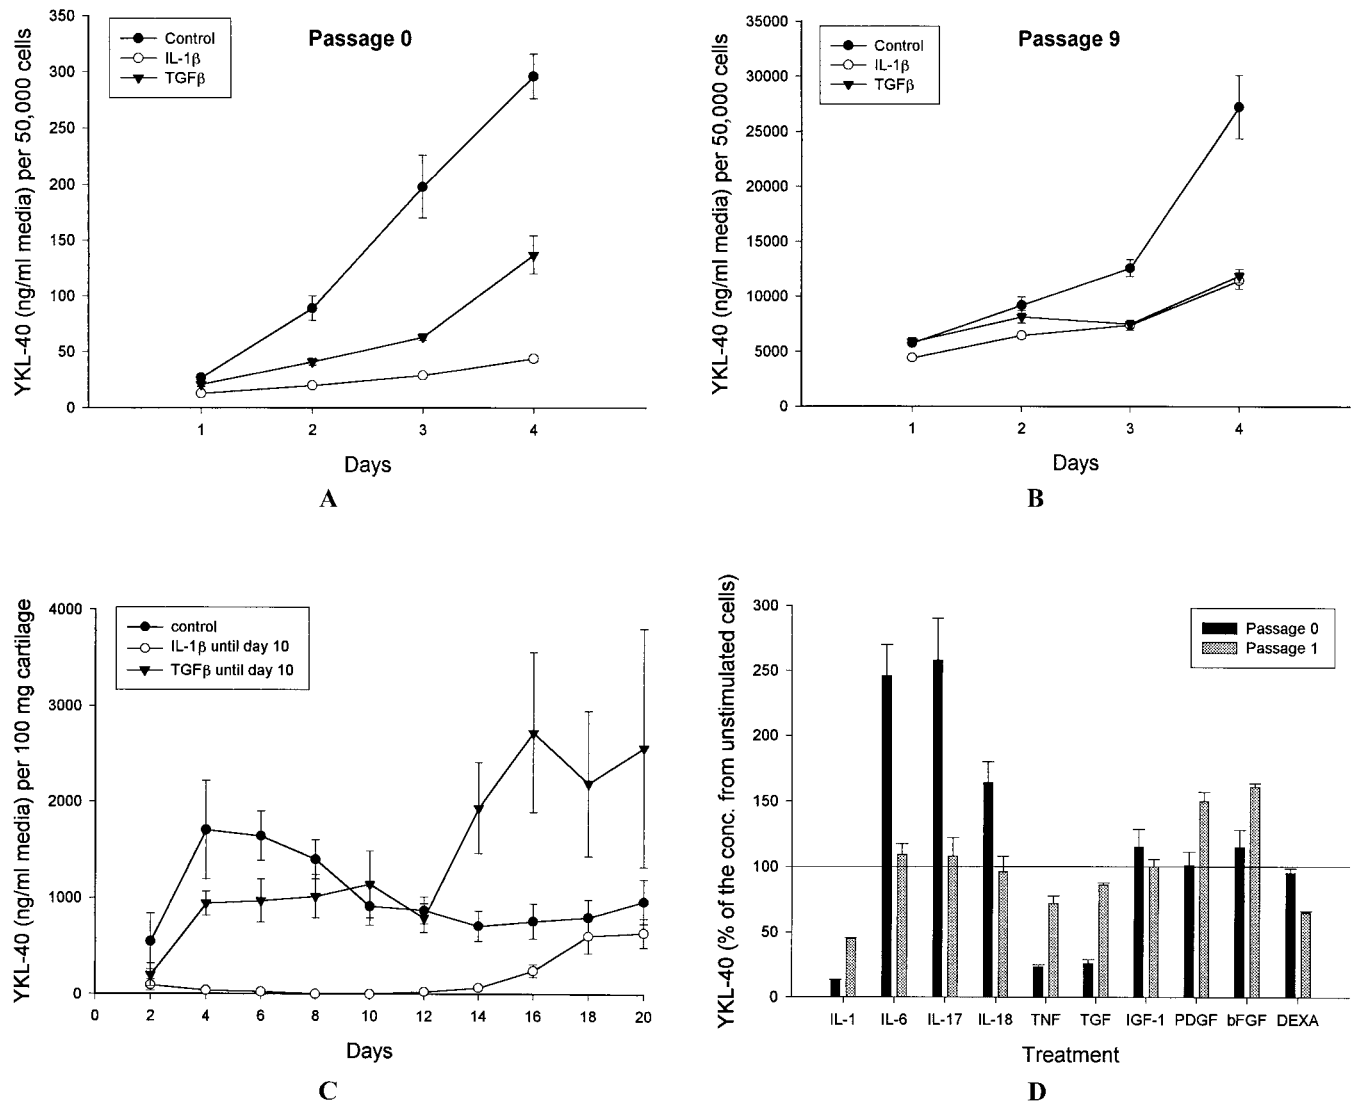 Passage 0
Control
IL-1β
TGFβ
YKL-40 (ng/ml media) per 50,000 cells
350
300
250
200
150
100
50
0
1 2 3 4
Days
A
Passage 9
Control
IL-1β
TGFβ
YKL-40 (ng/ml media) per 50,000 cells
35000
30000
25000
20000
15000
10000
5000
0
1 2 3 4
Days
B
control
IL-1β until day 10
TGFβ until day 10
YKL-40 (ng/ml media) per 100 mg cartilage
4000
3000
2000
1000
0
0 2 4 6 8 10 12 14 16 18 20
Days
C
Passage 0
Passage 1
YKL-40 (% of the conc. from unstimulated cells)
300
250
200
150
100
50
0
IL-1 IL-6 IL-17 IL-18 TNF TGF IGF-1 PDGF bFGF DEXA
Treatment
D